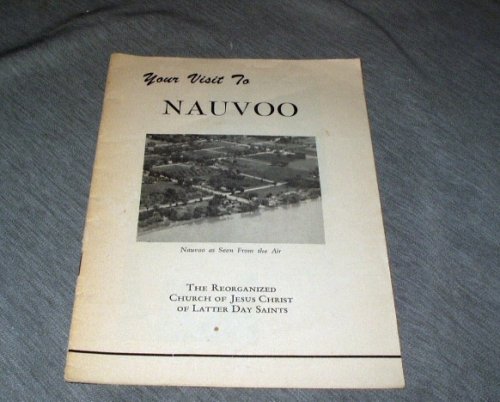 Your Visit To
NAUVOO
Nauvoo as Seen From the Air
THE REORGANIZED
CHURCH OF JESUS CHRIST
OF LATTER DAY SAINTS